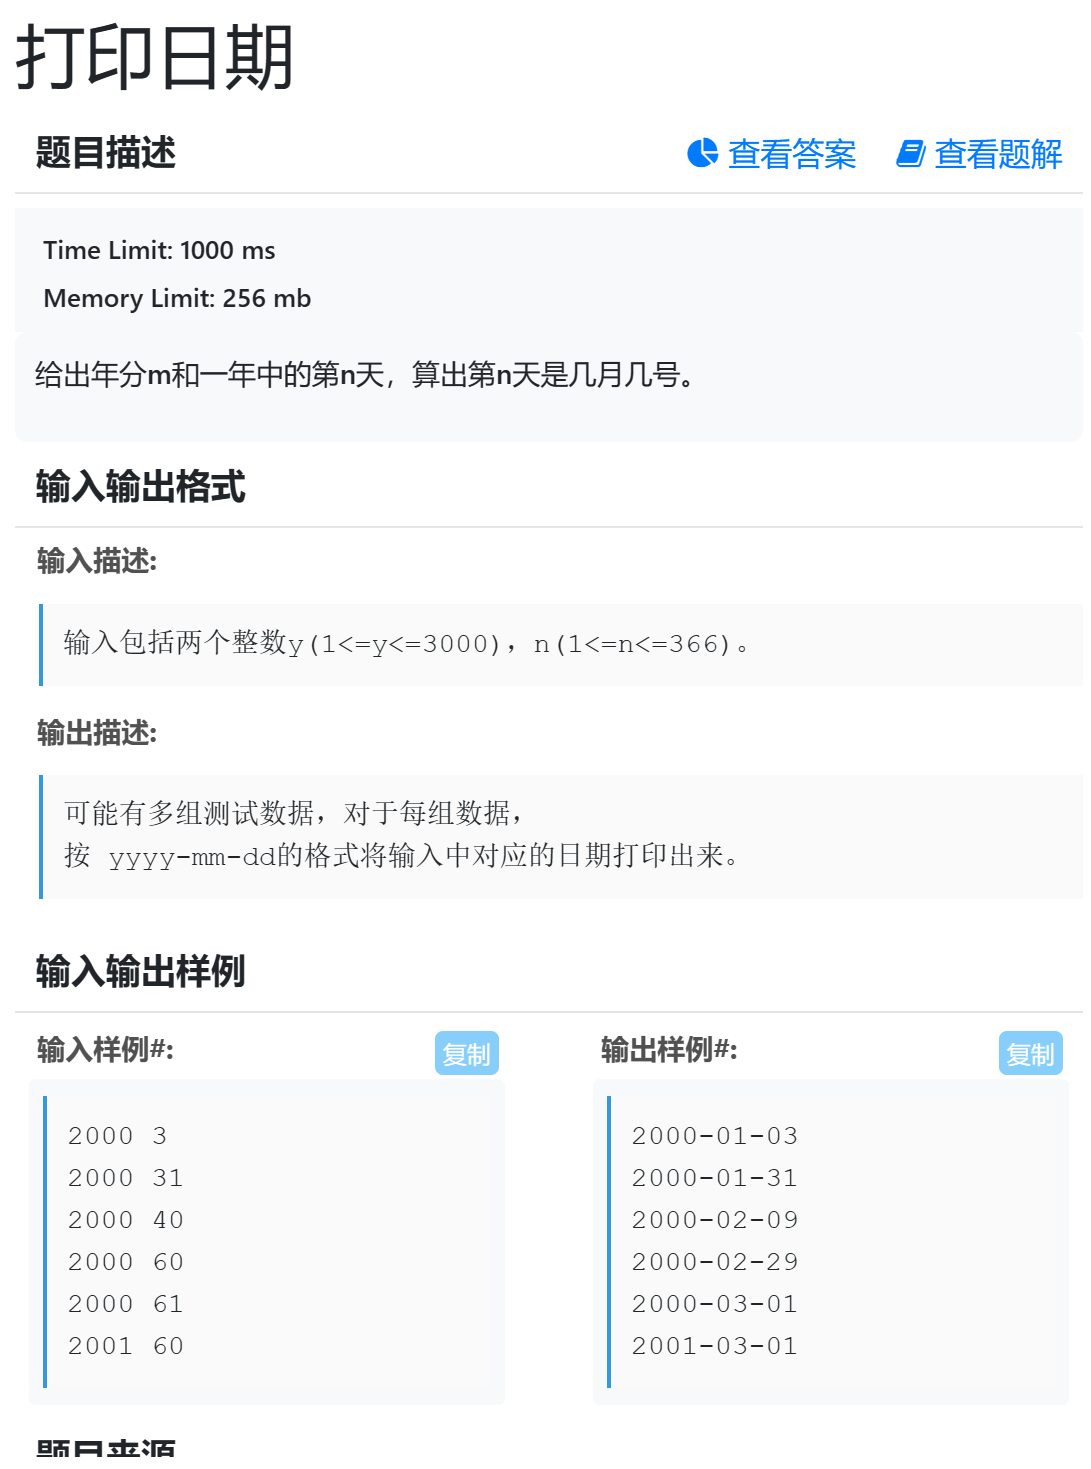 打印日期
题目描述 查看答案 查看题解
Time Limit: 1000 ms
Memory Limit: 256 mb
给出年分m和一年中的第n天，算出第n天是几月几号。
输入输出格式
输入描述:
输入包括两个整数y(1<=y<=3000)，n(1<=n<=366)。
输出描述:
可能有多组测试数据，对于每组数据，
按 yyyy-mm-dd的格式将输入中对应的日期打印出来。
输入输出样例
输入样例#: 复制
2000 3
2000 31
2000 40
2000 60
2000 61
2001 60
输出样例#: 复制
2000-01-03
2000-01-31
2000-02-09
2000-02-29
2000-03-01
2001-03-01
题目来源